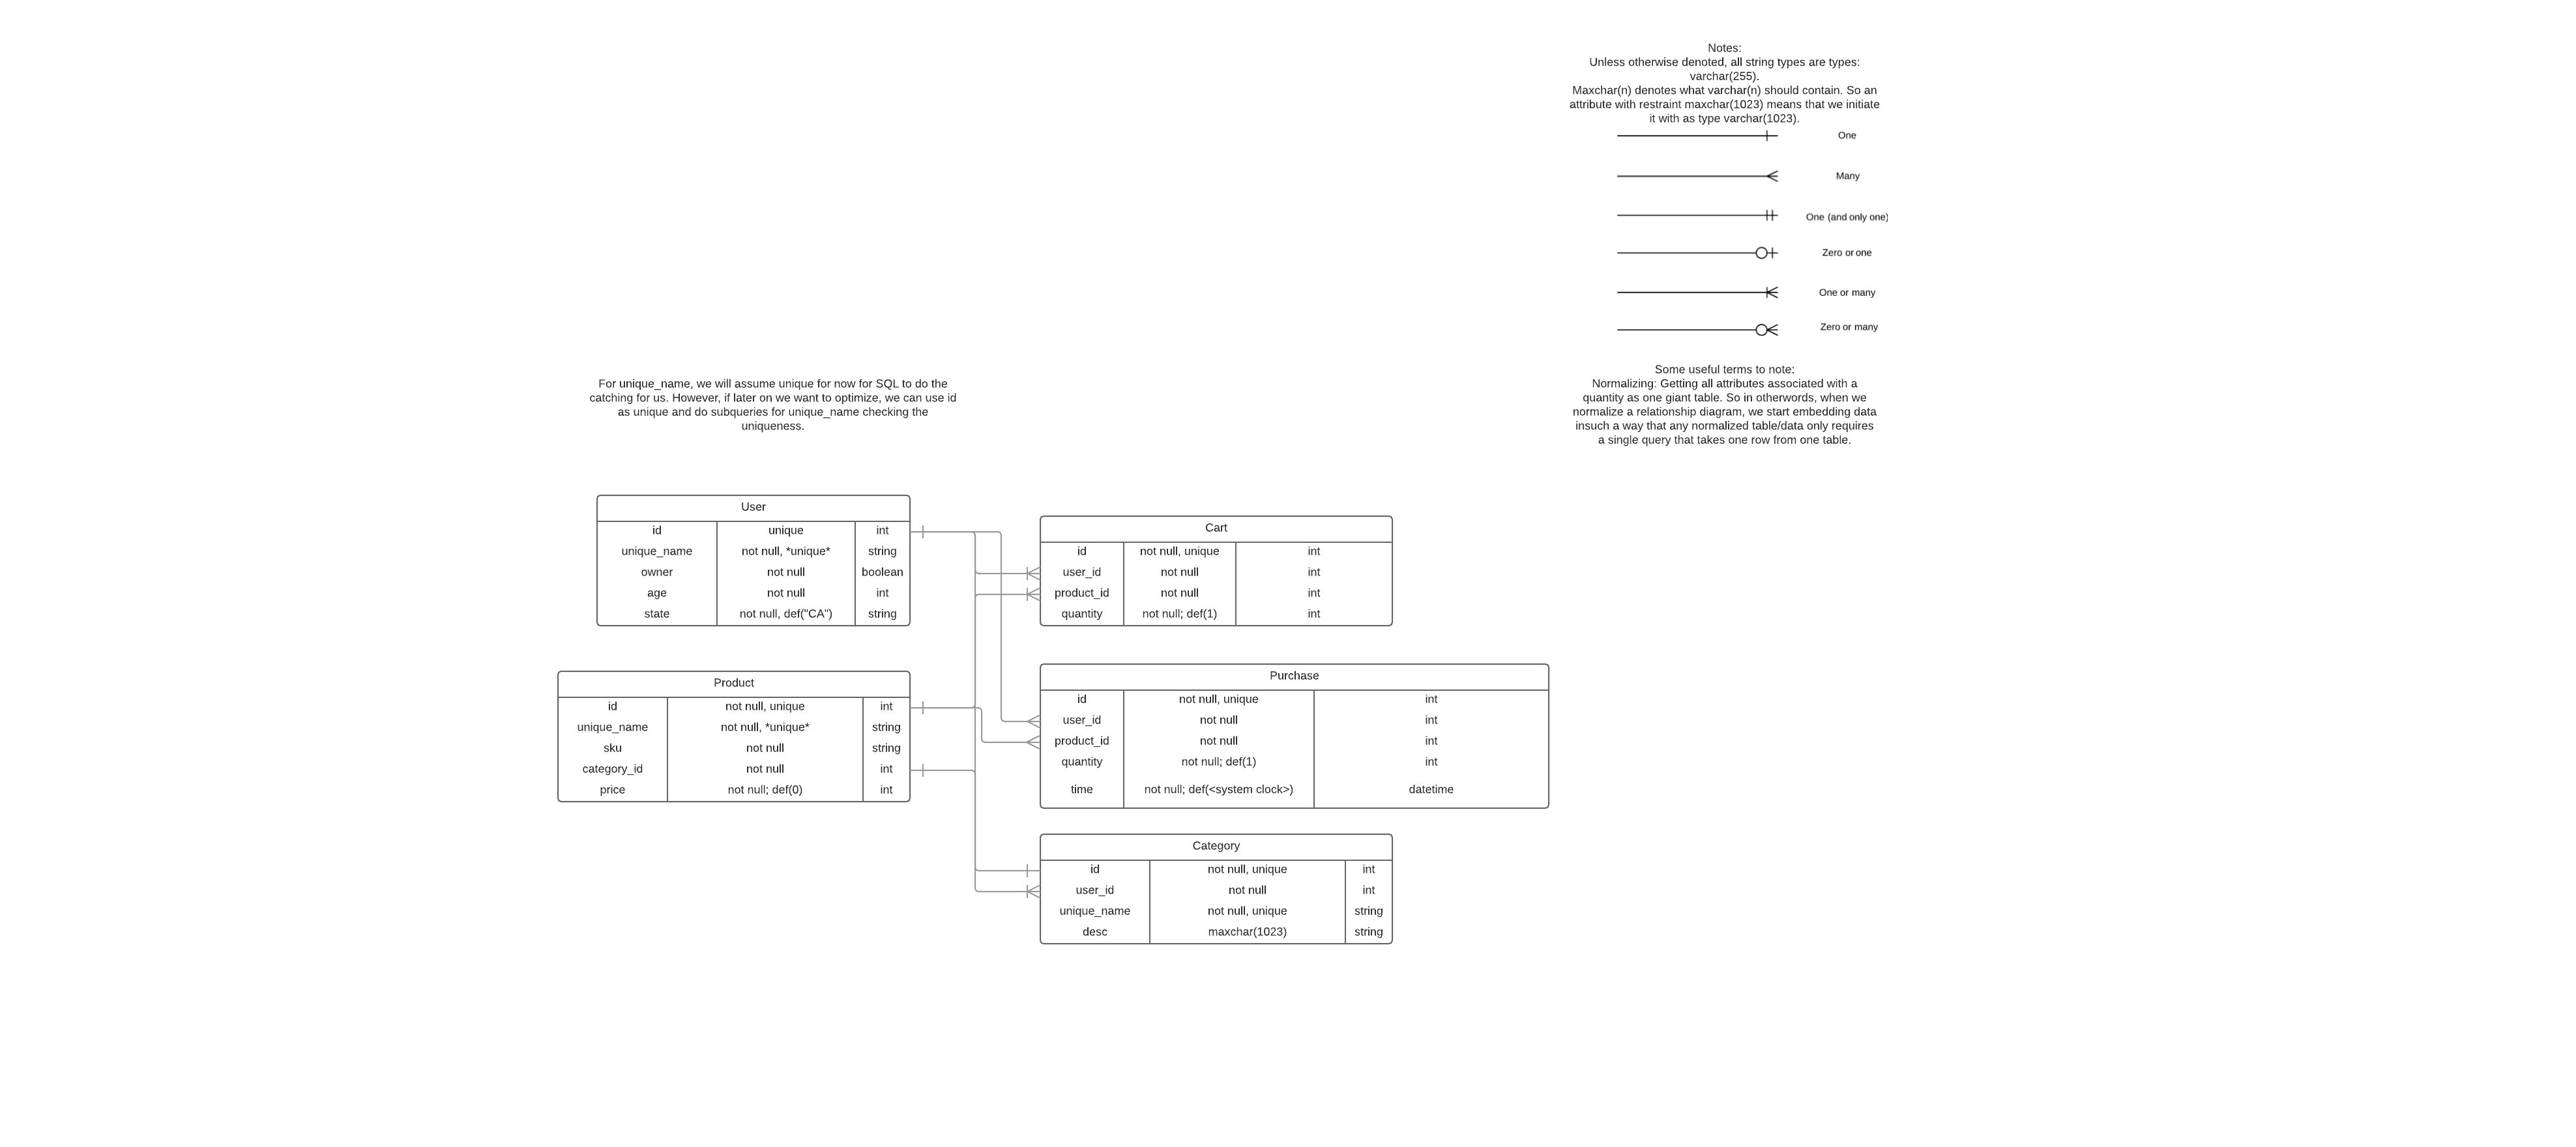 Notes:
Unless otherwise denoted, all string types are types:
varchar(255).
Maxchar(n) denotes what varchar(n) should contain. So an
attribute with restraint maxchar(1023) means that we initiate
it with as type varchar(1023).
One
Many
One (and only one)
Zero or one
One or many
Zero or many
Some useful terms to note:
Normalizing: Getting all attributes associated with a
quantity as one giant table. So in otherwords, when we
normalize a relationship diagram, we start embedding data
insuch a way that any normalized table/data only requires
a single query that takes one row from one table.
For unique_name, we will assume unique for now for SQL to do the
catching for us. However, if later on we want to optimize, we can use id
as unique and do subqueries for unique_name checking the
uniqueness.
User
id unique int
unique_name not null, *unique* string
owner not null boolean
age not null int
state not null, def("CA") string
Cart
id not null, unique int
user_id not null int
product_id not null int
quantity not null; def(1) int
Product
id not null, unique int
unique_name not null, *unique* string
sku not null string
category_id not null int
price not null; def(0) int
Purchase
id not null, unique int
user_id not null int
product_id not null int
quantity not null; def(1) int
time not null; def(<system clock>) datetime
Category
id not null, unique int
user_id not null int
unique_name not null, unique string
desc maxchar(1023) string